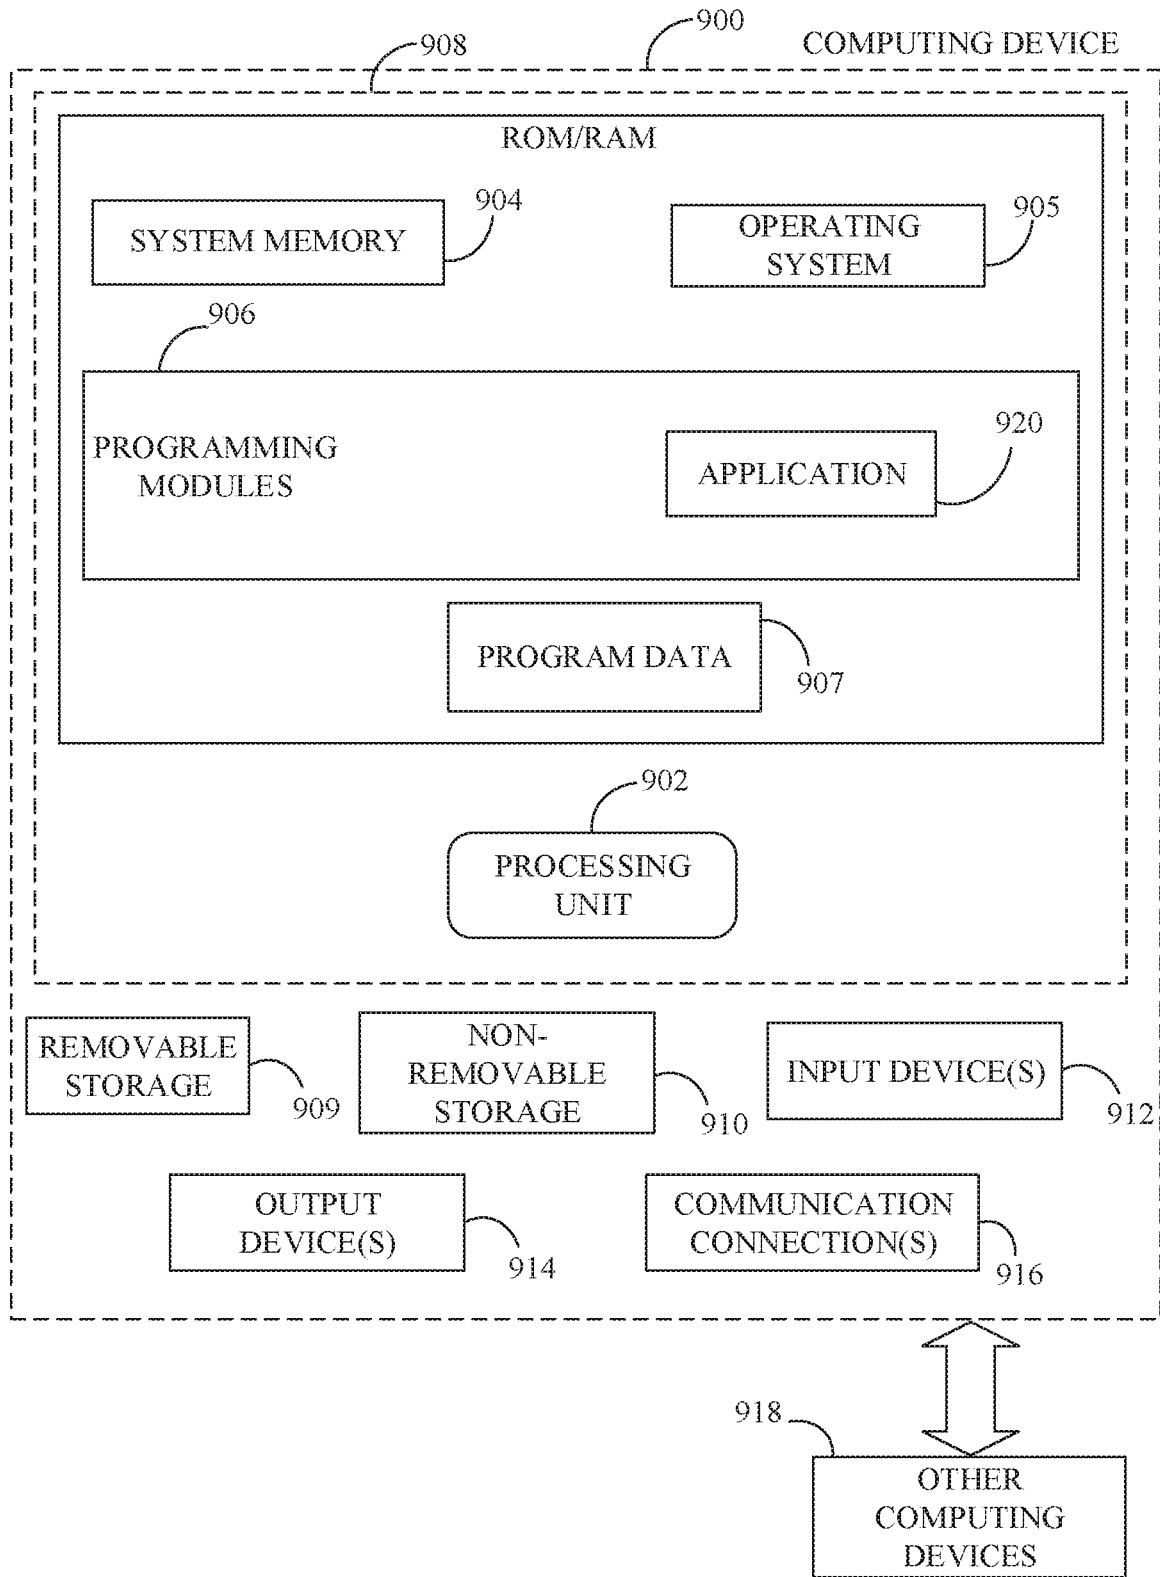 900
COMPUTING DEVICE
908
ROM/RAM
SYSTEM MEMORY
904
OPERATING
SYSTEM
905
906
PROGRAMMING
MODULES
APPLICATION
920
PROGRAM DATA
907
902
PROCESSING
UNIT
REMOVABLE
STORAGE
909
NON-
REMOVABLE
STORAGE
910
INPUT DEVICE(S)
912
OUTPUT
DEVICE(S)
914
COMMUNICATION
CONNECTION(S)
916
918
OTHER
COMPUTING
DEVICES